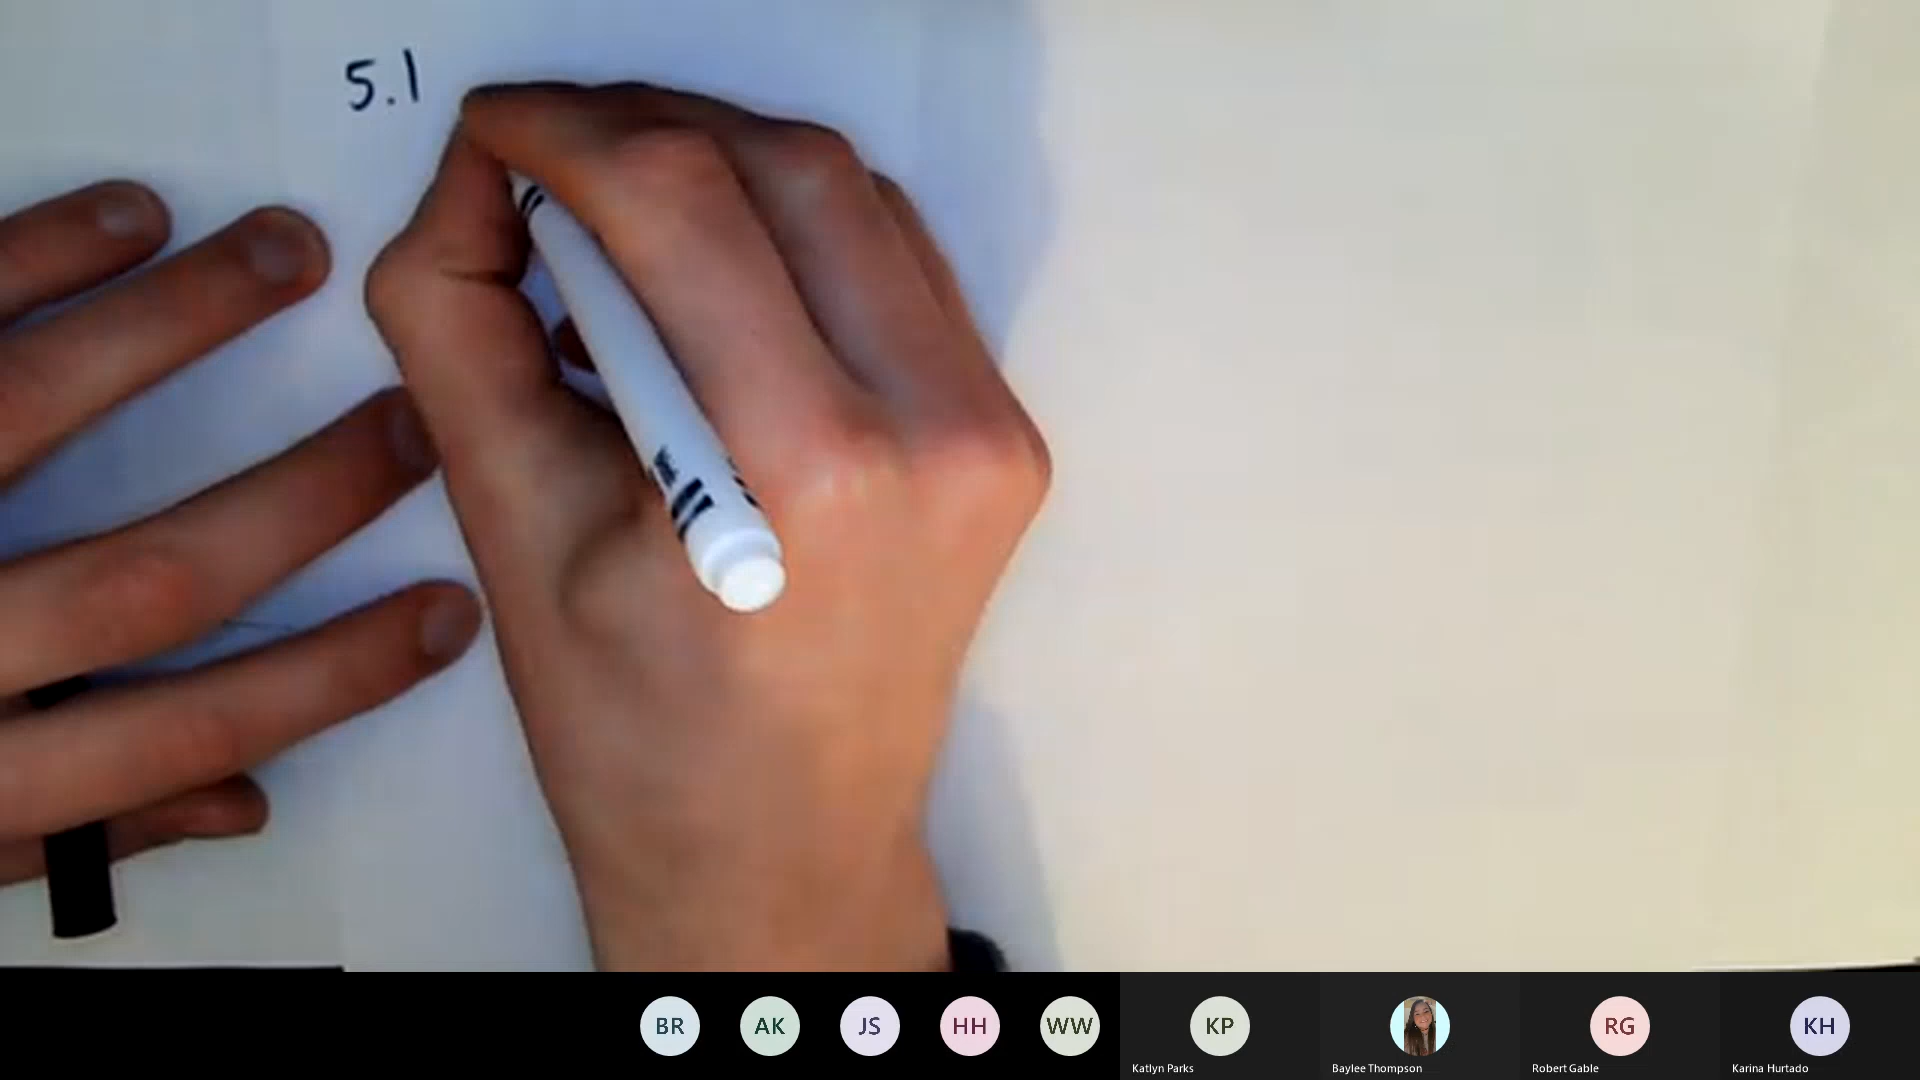 5.1
BR
AK
JS
HH
WW
KP
RG
KH
Katlyn Parks
Baylee Thompson
Robert Gable
Karina Hurtado